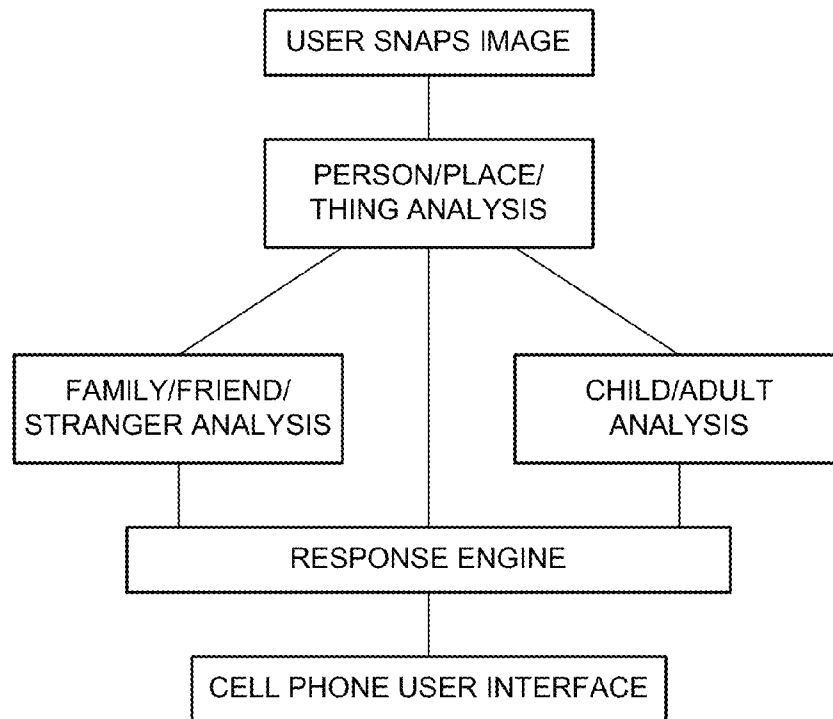 USER SNAPS IMAGE
PERSON/PLACE/
THING ANALYSIS
FAMILY/FRIEND/
STRANGER ANALYSIS
CHILD/ADULT
ANALYSIS
RESPONSE ENGINE
CELL PHONE USER INTERFACE